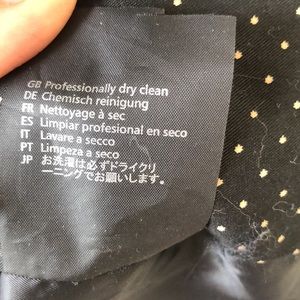 GB Professionally dry clean
DE Chemisch reinigung
FR Nettoyage à sec
ES Limpiar profesional en seco
IT Lavare a secco
PT Limpeza a seco
JP お洗濯は必ずドライクリ
ーニングでお願いします。